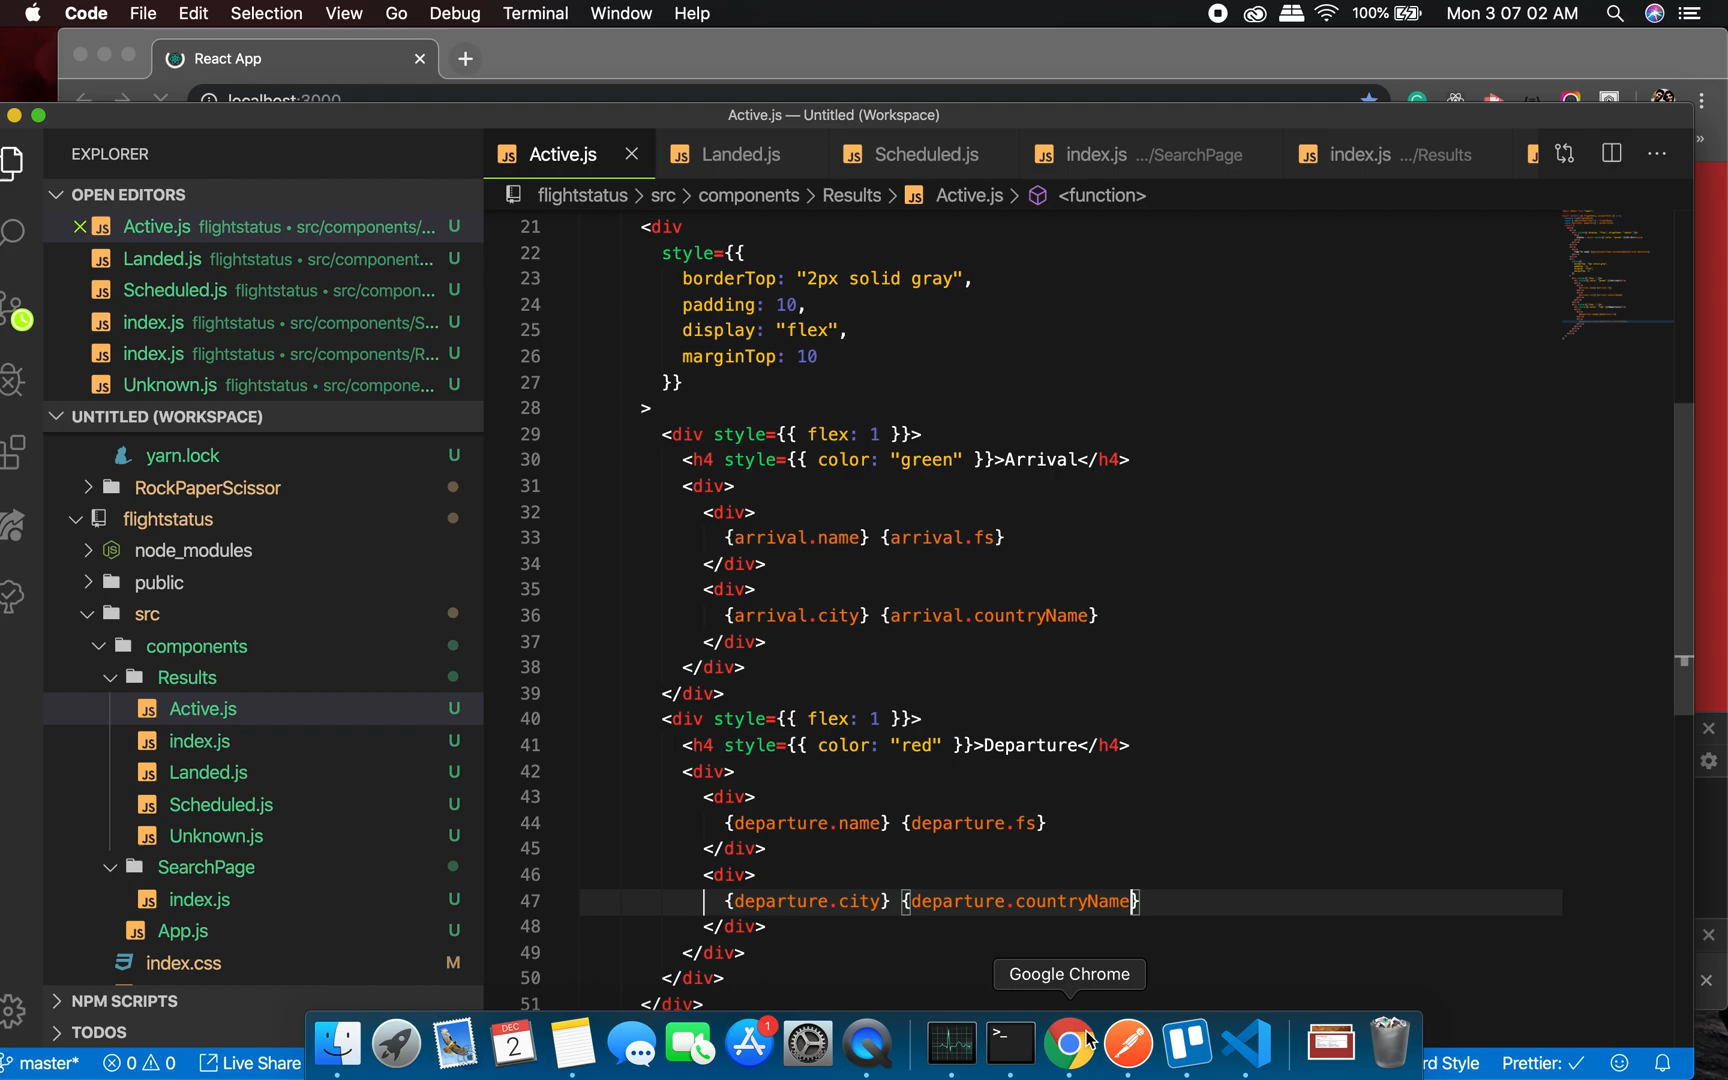 Code File Edit Selection View Go Debug Terminal Window Help 100% Mon 3 07 02 AM
React App
localhost:3000
Active.js — Untitled (Workspace)
EXPLORER
Active.js Landed.js Scheduled.js index.js .../SearchPage index.js .../Results
OPEN EDITORS
flightstatus > src > components > Results > Active.js > <function>
Active.js flightstatus • src/components/... U
Landed.js flightstatus • src/component... U
Scheduled.js flightstatus • src/compon... U
index.js flightstatus • src/components/S... U
index.js flightstatus • src/components/R... U
Unknown.js flightstatus • src/compone... U
UNTITLED (WORKSPACE)
yarn.lock U
RockPaperScissor
flightstatus
node_modules
public
src
components
Results
Active.js U
index.js U
Landed.js U
Scheduled.js U
Unknown.js U
SearchPage
index.js U
App.js U
index.css M
NPM SCRIPTS
TODOS
21 <div
22 style={{
23 borderTop: "2px solid gray",
24 padding: 10,
25 display: "flex",
26 marginTop: 10
27 }}
28 >
29 <div style={{ flex: 1 }}>
30 <h4 style={{ color: "green" }}>Arrival</h4>
31 <div>
32 <div>
33 {arrival.name} {arrival.fs}
34 </div>
35 <div>
36 {arrival.city} {arrival.countryName}
37 </div>
38 </div>
39 </div>
40 <div style={{ flex: 1 }}>
41 <h4 style={{ color: "red" }}>Departure</h4>
42 <div>
43 <div>
44 {departure.name} {departure.fs}
45 </div>
46 <div>
47 {departure.city} {departure.countryName}
48 </div>
49 </div>
50 </div>
51 </div>
Google Chrome
DEC
2
1
master* 0 0 Live Share rd Style Prettier: ✓